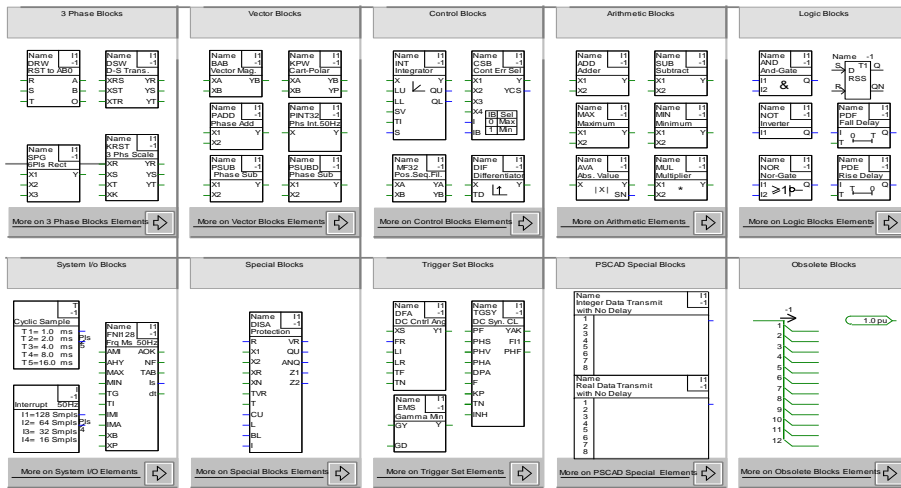 3 Phase Blocks
Name I1
DRW -1
RST to AB0
R A
S B
T O
Name I1
DSW -1
D-S Trans.
XRS YR
XST YS
XTR YT
Name I1
SPG -1
6Pls Rect
X1 Y
X2
X3
Name I1
KRST -1
3 Phs Scale
XR YR
XS YS
XT YT
XK
More on 3 Phase Blocks Elements
Vector Blocks
Name I1
BAB -1
Vector Mag.
XA YB
XB
Name I1
KPW -1
Cart-Polar
XA YB
XB YP
Name I1
PADD -1
Phase Add
X1 Y
X2
Name I1
PINT32 -1
Phs Int.50Hz
X Y
Name I1
PSUB -1
Phase Sub
X1 Y
X2
Name I1
PSUBD -1
Phase Sub
X1 Y
X2
More on Vector Blocks Elements
Control Blocks
Name I1
INT -1
Integrator
X Y
LU QU
LL QL
SV
TI
S
Name I1
CSB -1
Cont Err Sel
X1 Y
X2 YCS
X3
X4
I
IB
IB Sel
0 Max
1 Min
Name I1
MF32 -1
Pos.Seq.Fil.
XA YA
XB YB
Name I1
DIF -1
Differentiator
X Y
TD
More on Control Blocks Elements
Arithmetic Blocks
Name I1
ADD -1
Adder
X1 Y
X2
Name I1
SUB -1
Subtract
X1 Y
X2
Name I1
MAX -1
Maximum
X1 Y
X2
Name I1
MIN -1
Minimum
X1 Y
X2
Name I1
AVA -1
Abs. Value
X Y
|X|
SN
Name I1
MUL -1
Multiplier
X1 Y
X2 *
More on Arithmetic Elements
Logic Blocks
Name I1
AND -1
And-Gate
I1 Q
I2 &
Name -1
S T1 Q
D
RSS
R QN
Name I1
NOT -1
Inverter
I1 Q
Name I1
PDF -1
Fall Delay
I 0 T Q
T
Name I1
NOR -1
Nor-Gate
I1 Q
I2 ≥1
Name I1
PDE -1
Rise Delay
I T 0 Q
T
More on Logic Blocks Elements
System I/o Blocks
T
-1
Cyclic Sample
T1= 1.0 ms
T2= 2.0 ms
T3= 4.0 ms
T4= 8.0 ms
T5=16.0 ms
Pls
5
I
-1
Interrupt 50Hz
I1=128 Smpls
I2= 64 Smpls
I3= 32 Smpls
I4= 16 Smpls
Pls
4
Name I1
FNI128 -1
Frq Ms 50Hz
AMI AOK
AHY NF
MAX TAB
MIN Is
TG dt
TI
IMI
IMA
XB
XP
More on System I/O Elements
Special Blocks
Name I1
DISA -1
Protection
R VR
X1 QU
X2 ANQ
XR Z1
XN Z2
TVR
T
CU
L
BL
I
More on Special Blocks Elements
Trigger Set Blocks
Name I1
DFA -1
DC Cntrl Ang
XS Y
FR
LI
LR
TF
TN
Name I1
EMS -1
Gamma Min
GY Y
GD
Name I1
TGSY -1
DC Syn. CL
PF YAK
PHS FI1
PHV PHF
PHA
DPA
F
KP
TN
INH
More on Trigger Set Elements
PSCAD Special Blocks
Name I1
Integer Data Transmit -1
with No Delay
1
2
3
4
5
6
7
8
Name I1
Real Data Transmit -1
with No Delay
1
2
3
4
5
6
7
8
More on PSCAD Special Elements
Obsolete Blocks
-1
1
2
3
4
5
6
7
8
9
10
11
12
1.0 pu
More on Obsolete Blocks Elements